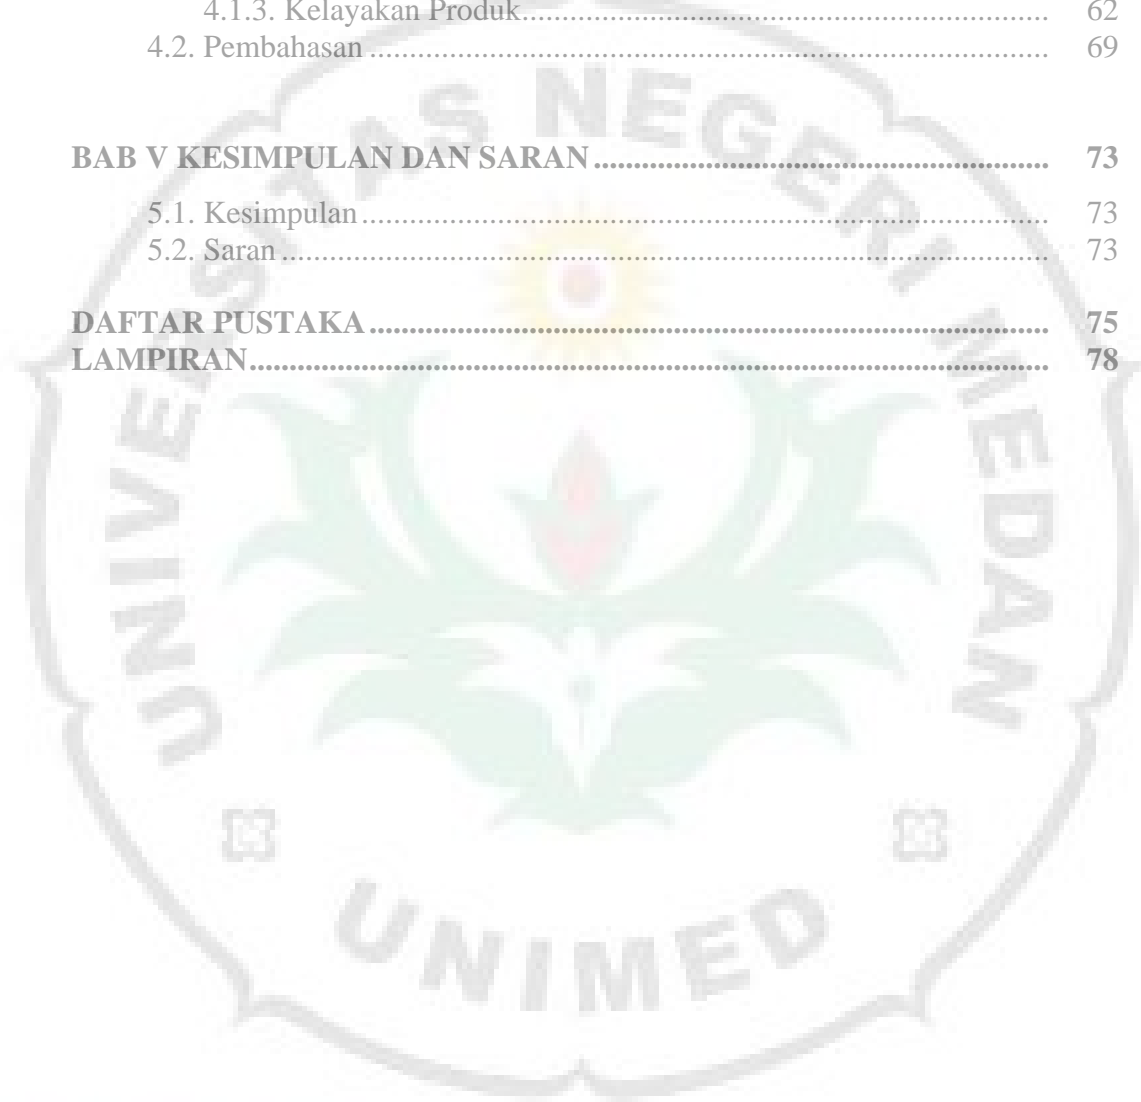 4.1.3. Kelayakan Produk.......................................................................... 62
4.2. Pembahasan ............................................................................................... 69
BAB V KESIMPULAN DAN SARAN ......................................................... 73
5.1. Kesimpulan ................................................................................................ 73
5.2. Saran .......................................................................................................... 73
DAFTAR PUSTAKA ..................................................................................... 75
LAMPIRAN.................................................................................................... 78
UNIVERSITAS NEGERI MEDAN
UNIMED